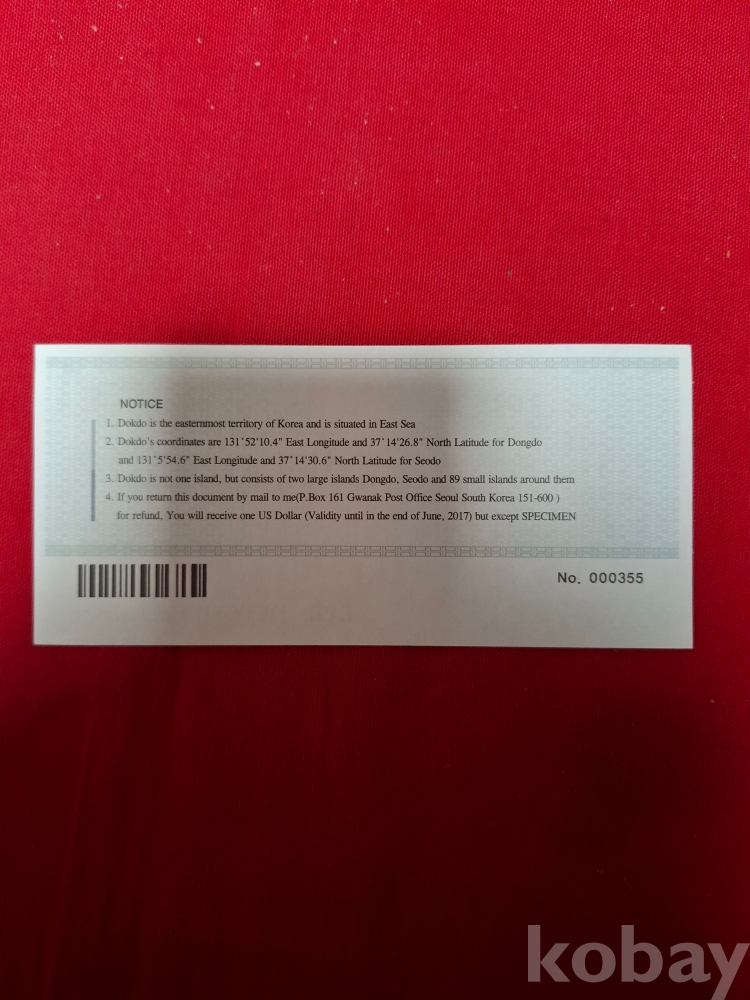 NOTICE
1. Dokdo is the easternmost territory of Korea and is situated in East Sea
2. Dokdo's coordinates are 131˚52'10.4" East Longitude and 37˚14'26.8" North Latitude for Dongdo
and 131˚5'54.6" East Longitude and 37˚14'30.6" North Latitude for Seodo
3. Dokdo is not one island, but consists of two large islands Dongdo, Seodo and 89 small islands around them
4. If you return this document by mail to me(P.Box 161 Gwanak Post Office Seoul South Korea 151-600 )
for refund, You will receive one US Dollar (Validity until in the end of June, 2017) but except SPECIMEN
No. 000355
kobay